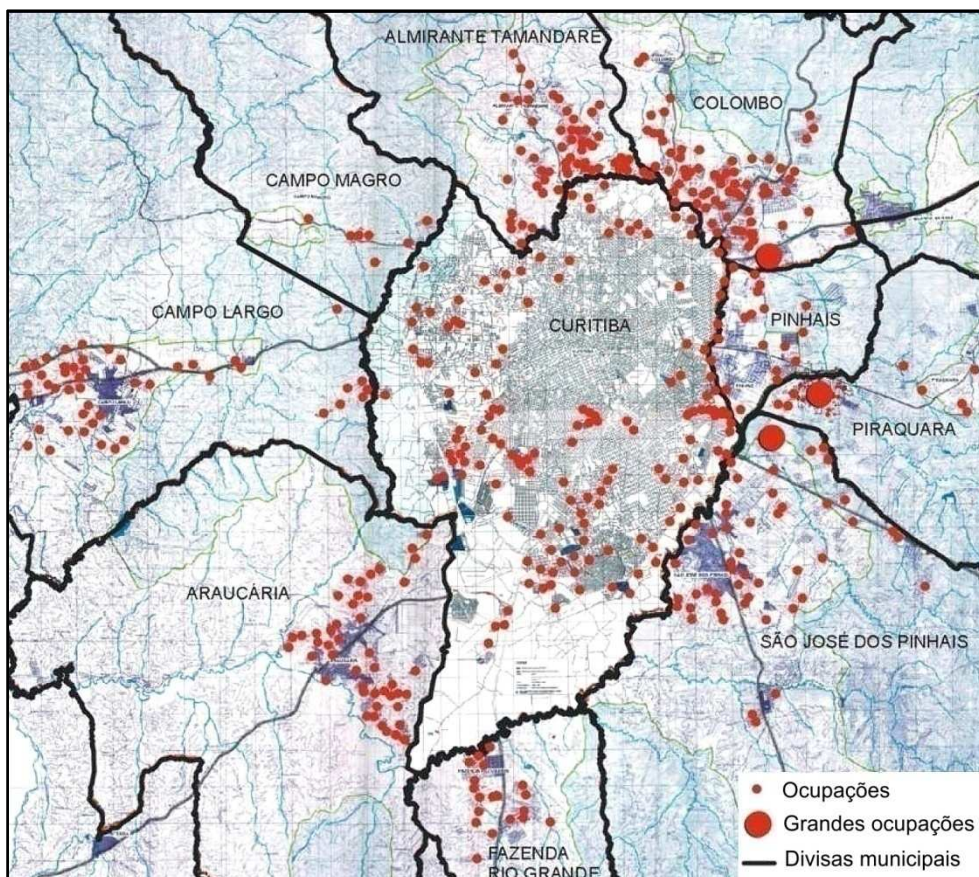 ALMIRANTE TAMANDARÉ
COLOMBO
CAMPO MAGRO
CAMPO LARGO
CURITIBA
PINHAIS
PIRAQUARA
ARAUCÁRIA
SÃO JOSÉ DOS PINHAIS
FAZENDA
RIO GRANDE
Ocupações
Grandes ocupações
Divisas municipais